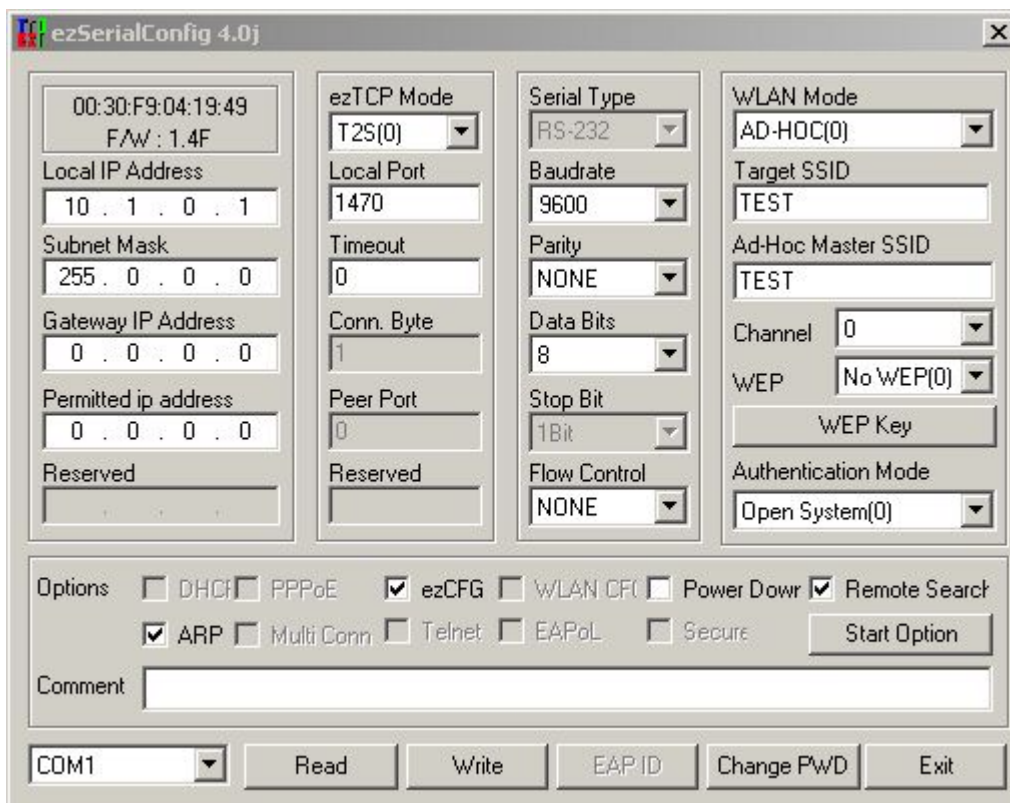 ezSerialConfig 4.0j
00:30:F9:04:19:49
F/W : 1.4F
Local IP Address
10 . 1 . 0 . 1
Subnet Mask
255 . 0 . 0 . 0
Gateway IP Address
0 . 0 . 0 . 0
Permitted ip address
0 . 0 . 0 . 0
Reserved
. . .
ezTCP Mode
T2S(0)
Local Port
1470
Timeout
0
Conn. Byte
1
Peer Port
0
Reserved
Serial Type
RS-232
Baudrate
9600
Parity
NONE
Data Bits
8
Stop Bit
1Bit
Flow Control
NONE
WLAN Mode
AD-HOC(0)
Target SSID
TEST
Ad-Hoc Master SSID
TEST
Channel 0
WEP No WEP(0)
WEP Key
Authentication Mode
Open System(0)
Options DHCP PPPoE ezCFG WLAN CFG Power Down Remote Search
ARP Multi Conn Telnet EAPoL Secure Start Option
Comment
COM1 Read Write EAP ID Change PWD Exit